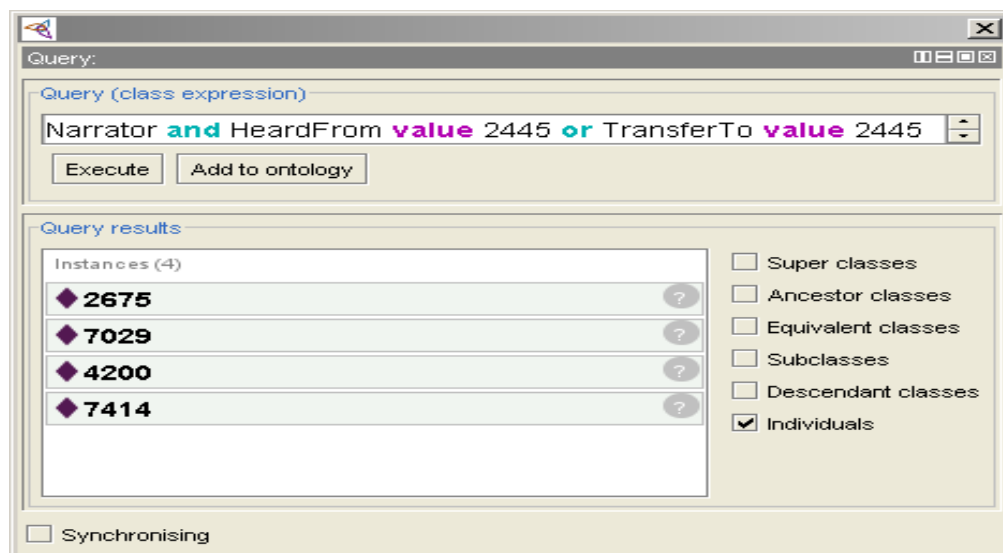 Query:
Query (class expression)
Narrator and HeardFrom value 2445 or TransferTo value 2445
Execute Add to ontology
Query results
Instances (4)
2675 ?
7029 ?
4200 ?
7414 ?
Super classes
Ancestor classes
Equivalent classes
Subclasses
Descendant classes
Individuals
Synchronising